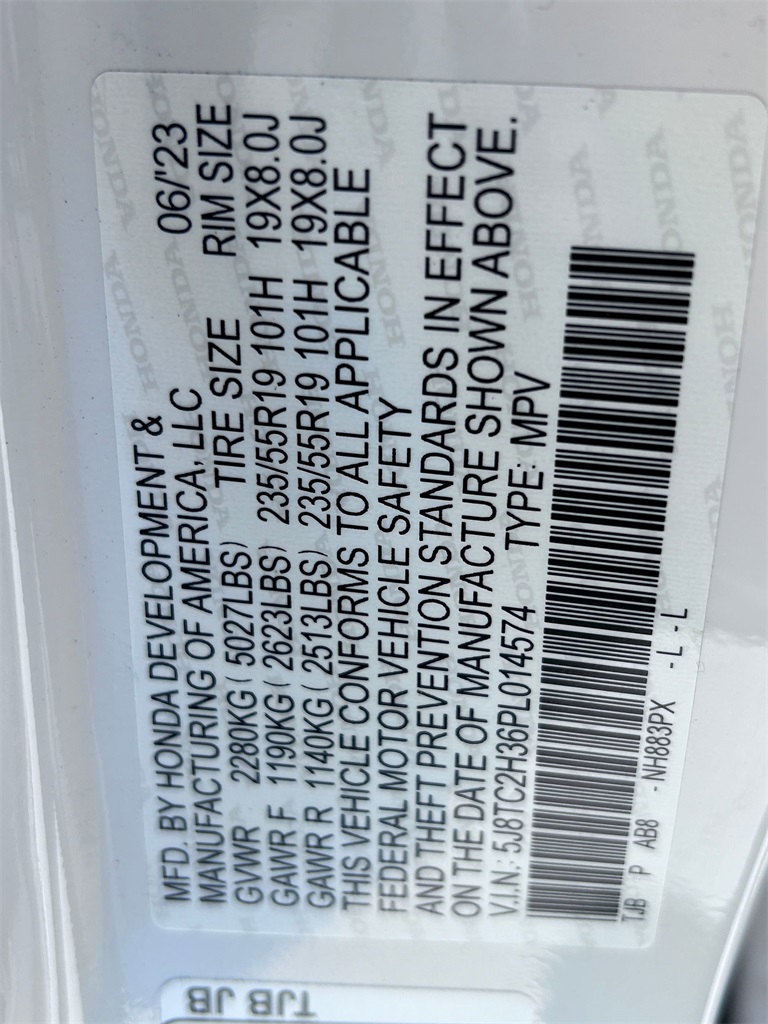 MFD. BY HONDA DEVELOPMENT &
MANUFACTURING OF AMERICA, LLC 06/'23
GVWR 2280KG ( 5027LBS) TIRE SIZE RIM SIZE
GAWR F 1190KG ( 2623LBS) 235/55R19 101H 19X8.0J
GAWR R 1140KG ( 2513LBS) 235/55R19 101H 19X8.0J
THIS VEHICLE CONFORMS TO ALL APPLICABLE
FEDERAL MOTOR VEHICLE SAFETY
AND THEFT PREVENTION STANDARDS IN EFFECT
ON THE DATE OF MANUFACTURE SHOWN ABOVE.
V.I.N.: 5J8TC2H36PL014574 TYPE: MPV
TJB P AB8 - NH883PX - L - L
HONDA
TJB JB